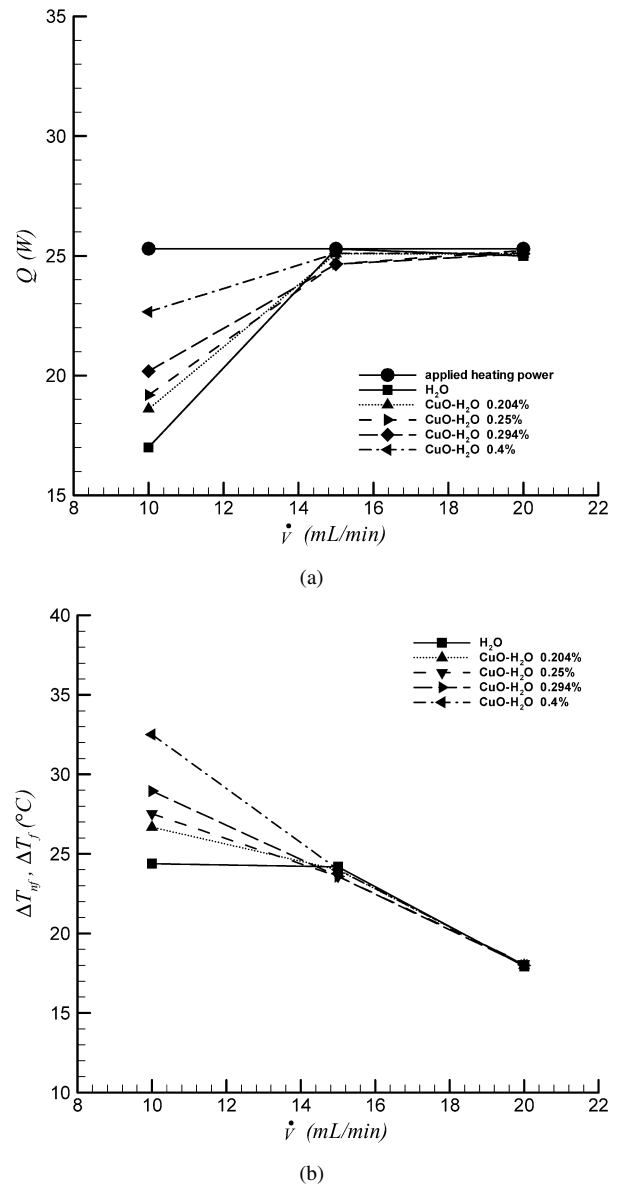 35
30
25
20
15
Q (W)
applied heating power
H₂O
CuO-H₂O 0.204%
CuO-H₂O 0.25%
CuO-H₂O 0.294%
CuO-H₂O 0.4%
8 10 12 14 16 18 20 22
V̇ (mL/min)
(a)
40
35
30
25
20
15
10
ΔT_nf , ΔT_f (°C)
H₂O
CuO-H₂O 0.204%
CuO-H₂O 0.25%
CuO-H₂O 0.294%
CuO-H₂O 0.4%
8 10 12 14 16 18 20 22
V̇ (mL/min)
(b)